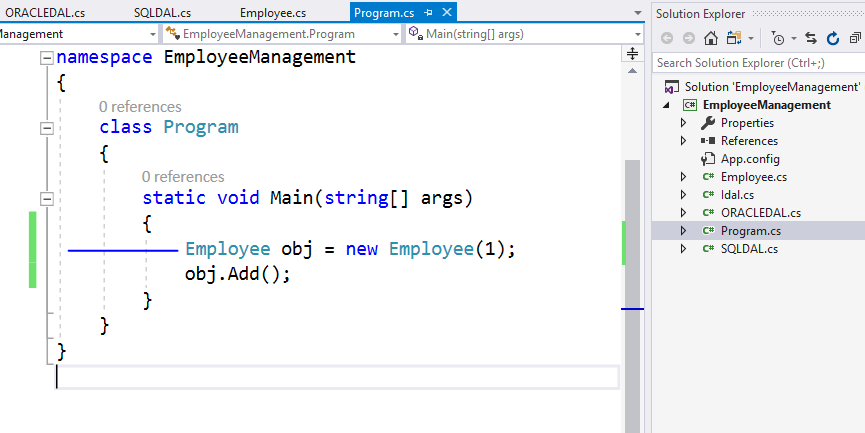 ORACLEDAL.cs SQLDAL.cs Employee.cs Program.cs
Management EmployeeManagement.Program Main(string[] args)
namespace EmployeeManagement
{
0 references
class Program
{
0 references
static void Main(string[] args)
{
Employee obj = new Employee(1);
obj.Add();
}
}
}
Solution Explorer
Search Solution Explorer (Ctrl+;)
Solution 'EmployeeManagement'
C# EmployeeManagement
Properties
References
App.config
C# Employee.cs
C# Idal.cs
C# ORACLEDAL.cs
C# Program.cs
C# SQLDAL.cs